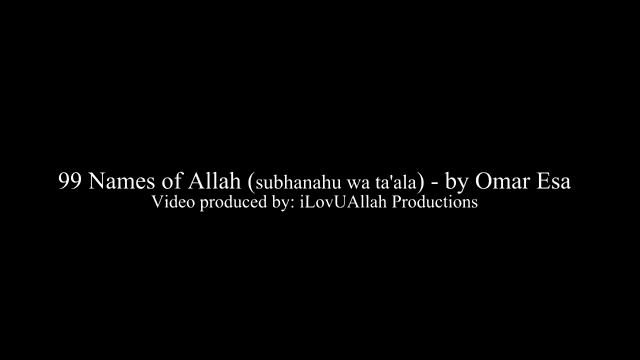 99 Names of Allah (subhanahu wa ta'ala) - by Omar Esa
Video produced by: iLovUAllah Productions